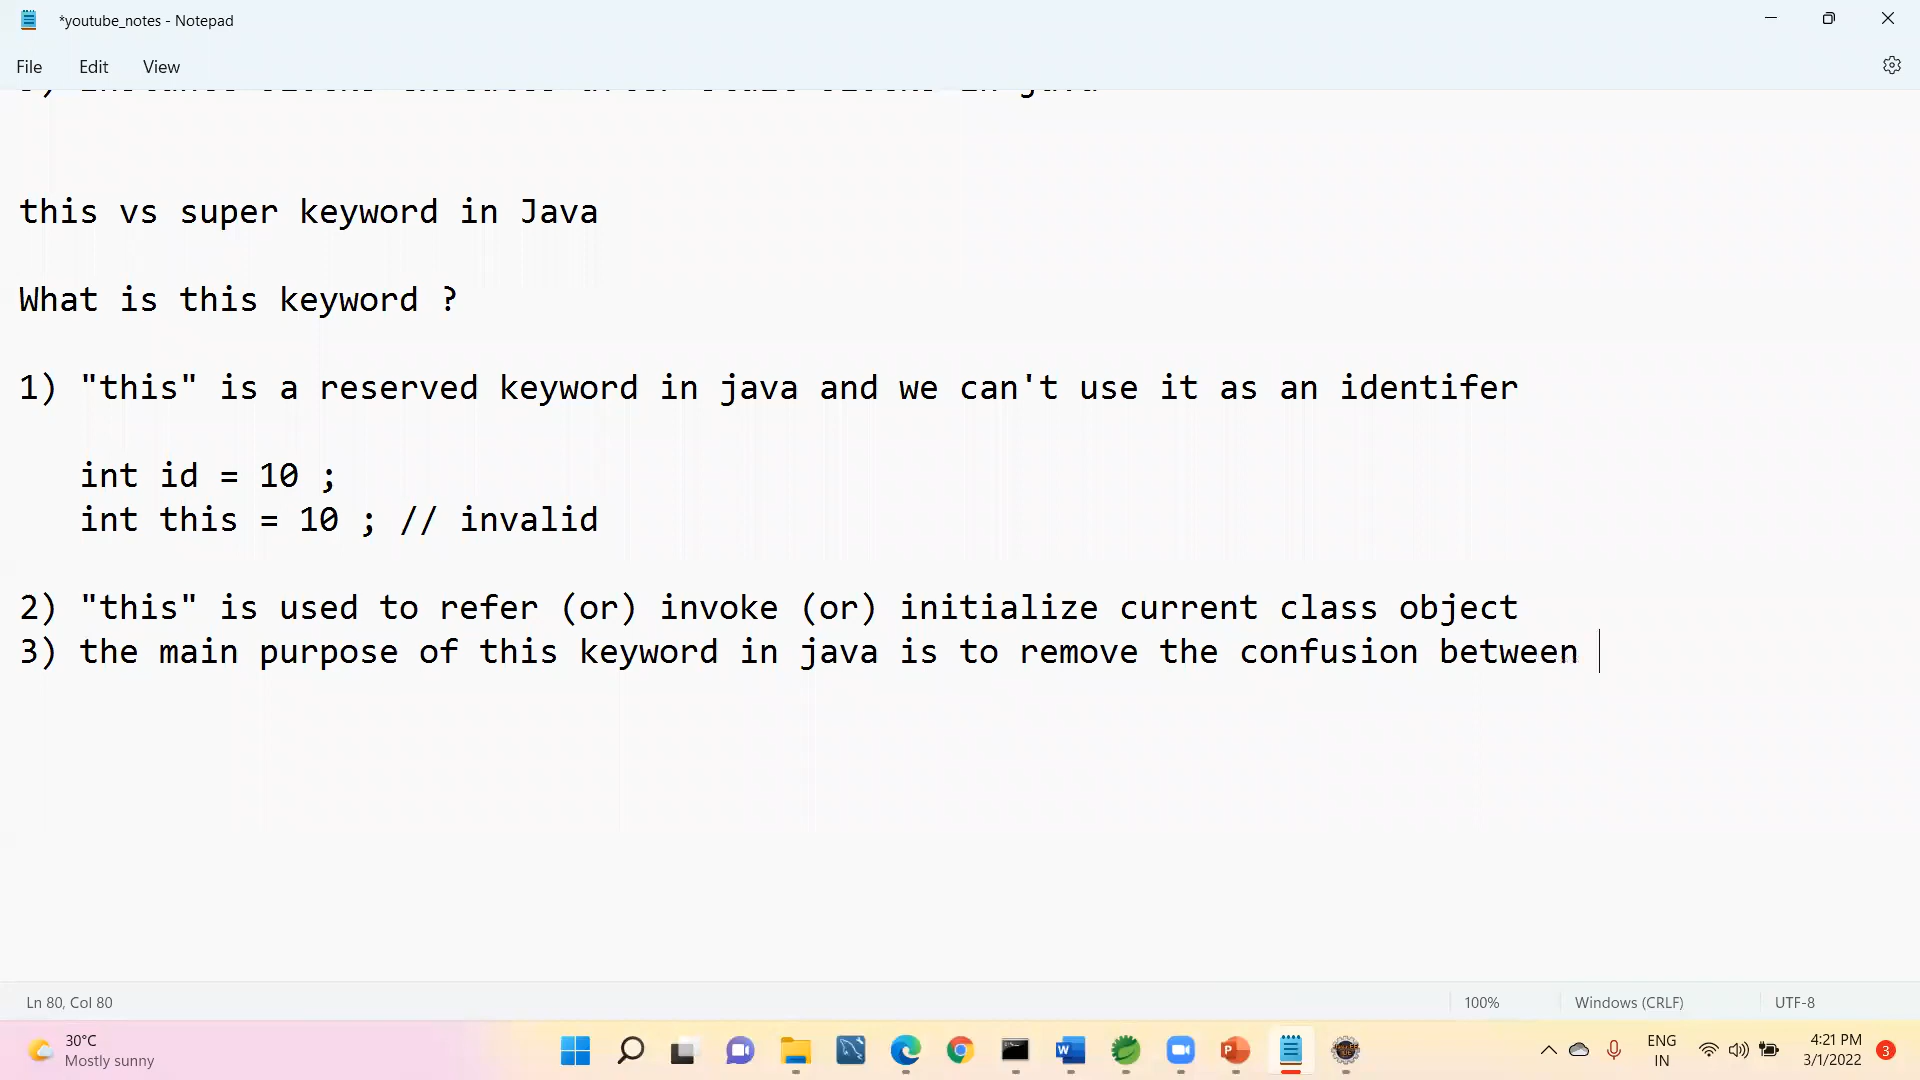 *youtube_notes - Notepad
File Edit View
this vs super keyword in Java
What is this keyword ?
1) "this" is a reserved keyword in java and we can't use it as an identifer
int id = 10 ;
int this = 10 ; // invalid
2) "this" is used to refer (or) invoke (or) initialize current class object
3) the main purpose of this keyword in java is to remove the confusion between
Ln 80, Col 80 100% Windows (CRLF) UTF-8
30°C
Mostly sunny
ENG
IN
4:21 PM
3/1/2022
3